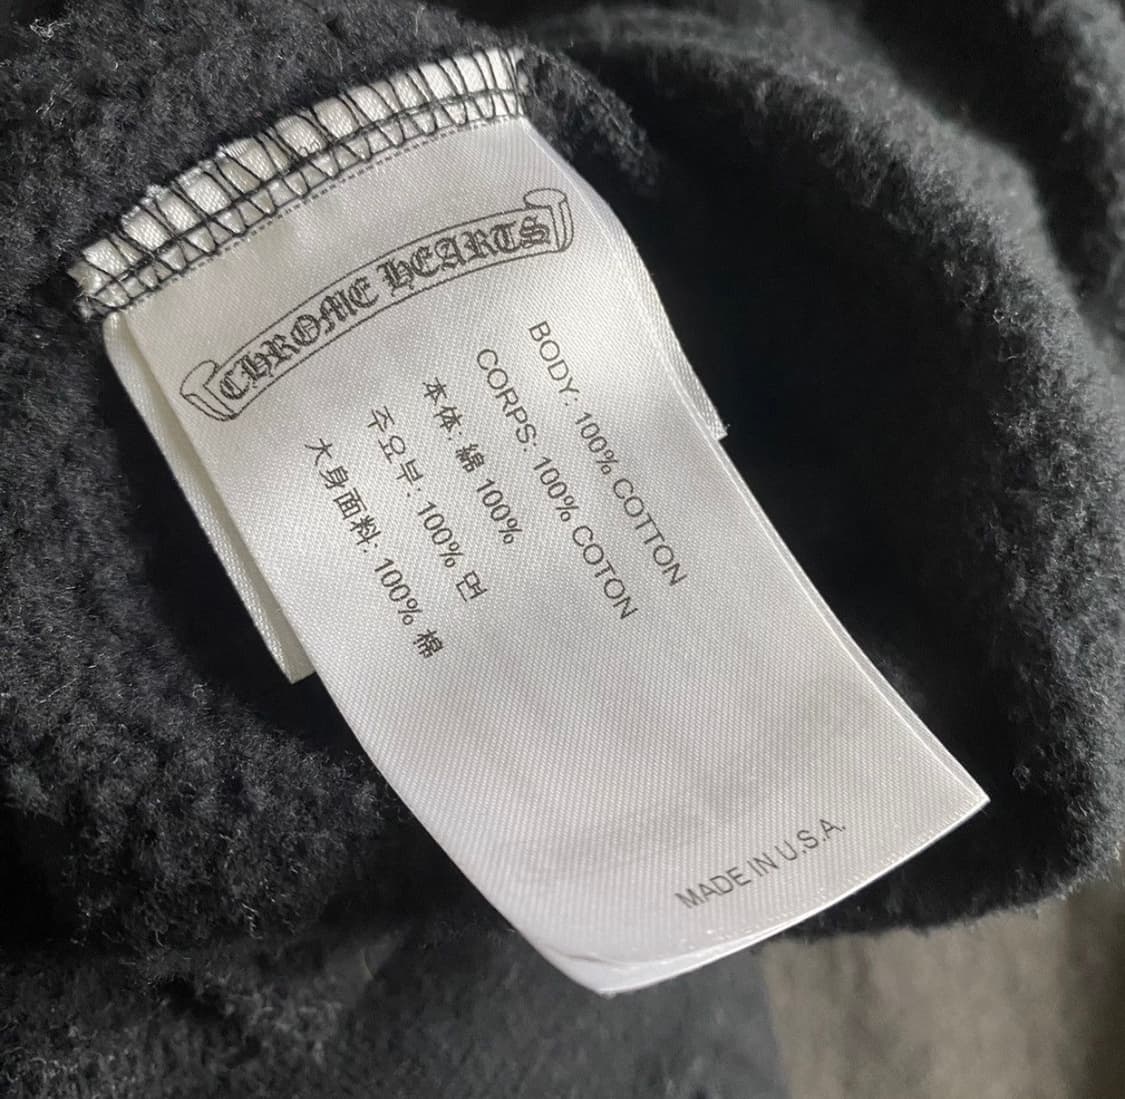 CHROME HEARTS
BODY: 100% COTTON
CORPS: 100% COTON
本体: 綿 100%
주요부: 100% 면
大身面料: 100% 棉
MADE IN U.S.A.